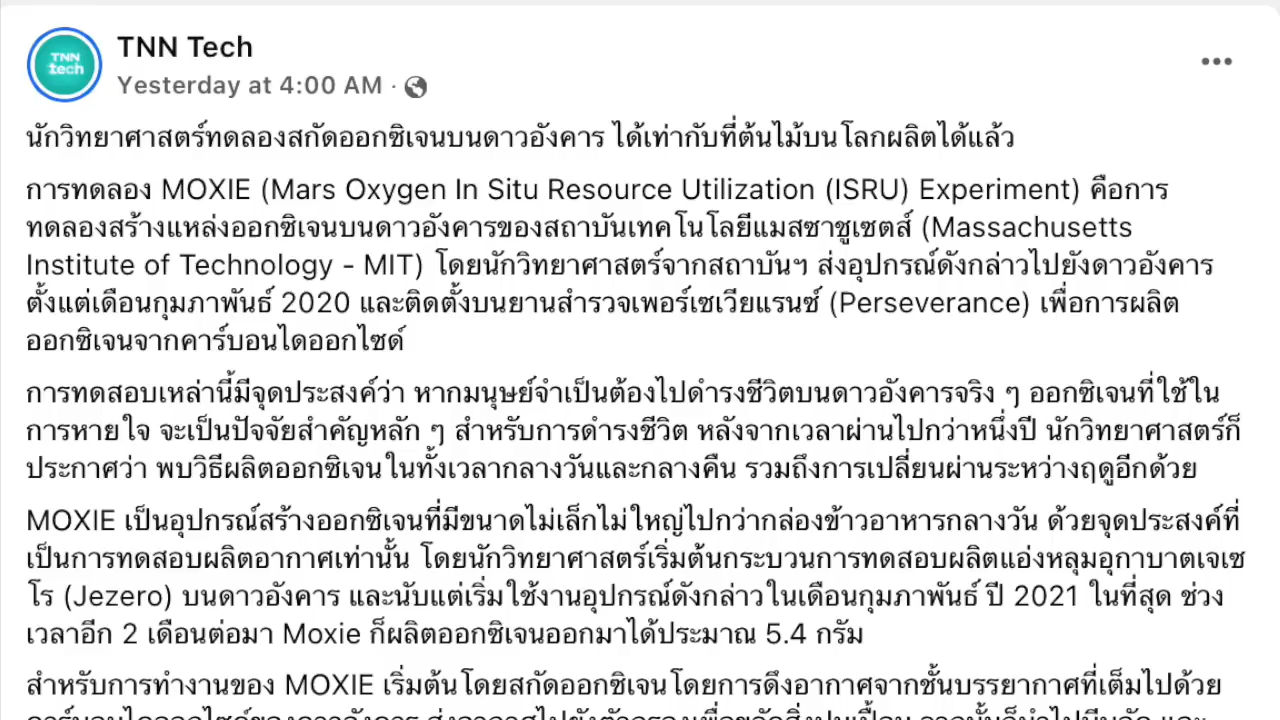 TNN
tech
TNN Tech
Yesterday at 4:00 AM ·
นักวิทยาศาสตร์ทดลองสกัดออกซิเจนบนดาวอังคาร ได้เท่ากับที่ต้นไม้บนโลกผลิตได้แล้ว
การทดลอง MOXIE (Mars Oxygen In Situ Resource Utilization (ISRU) Experiment) คือการ
ทดลองสร้างแหล่งออกซิเจนบนดาวอังคารของสถาบันเทคโนโลยีแมสซาชูเซตส์ (Massachusetts
Institute of Technology - MIT) โดยนักวิทยาศาสตร์จากสถาบันฯ ส่งอุปกรณ์ดังกล่าวไปยังดาวอังคาร
ตั้งแต่เดือนกุมภาพันธ์ 2020 และติดตั้งบนยานสำรวจเพอร์เซเวียแรนซ์ (Perseverance) เพื่อการผลิต
ออกซิเจนจากคาร์บอนไดออกไซด์
การทดสอบเหล่านี้มีจุดประสงค์ว่า หากมนุษย์จำเป็นต้องไปดำรงชีวิตบนดาวอังคารจริง ๆ ออกซิเจนที่ใช้ใน
การหายใจ จะเป็นปัจจัยสำคัญหลัก ๆ สำหรับการดำรงชีวิต หลังจากเวลาผ่านไปกว่าหนึ่งปี นักวิทยาศาสตร์ก็
ประกาศว่า พบวิธีผลิตออกซิเจนในทั้งเวลากลางวันและกลางคืน รวมถึงการเปลี่ยนผ่านระหว่างฤดูอีกด้วย
MOXIE เป็นอุปกรณ์สร้างออกซิเจนที่มีขนาดไม่เล็กไม่ใหญ่ไปกว่ากล่องข้าวอาหารกลางวัน ด้วยจุดประสงค์ที่
เป็นการทดสอบผลิตอากาศเท่านั้น โดยนักวิทยาศาสตร์เริ่มต้นกระบวนการทดสอบผลิตแอ่งหลุมอุกาบาตเจเซ
โร (Jezero) บนดาวอังคาร และนับแต่เริ่มใช้งานอุปกรณ์ดังกล่าวในเดือนกุมภาพันธ์ ปี 2021 ในที่สุด ช่วง
เวลาอีก 2 เดือนต่อมา Moxie ก็ผลิตออกซิเจนออกมาได้ประมาณ 5.4 กรัม
สำหรับการทำงานของ MOXIE เริ่มต้นโดยสกัดออกซิเจนโดยการดึงอากาศจากชั้นบรรยากาศที่เต็มไปด้วย